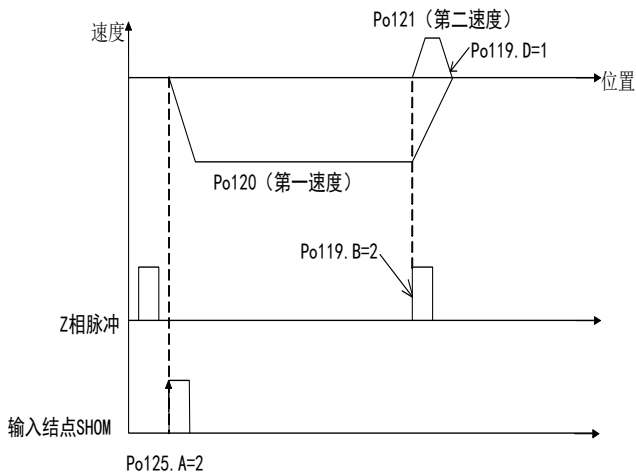 Po121（第二速度）
速度
Po119.D=1
位置
Po120（第一速度）
Po119.B=2
Z相脉冲
输入结点SHOM
Po125.A=2